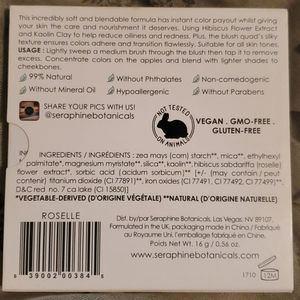 This incredibly soft and blendable formula has instant color payout whilst giving
your skin the care and nourishment it deserves. Using Hibiscus Flower Extract
and Kaolin Clay to help reduce oiliness and redness. Plus, the blush quad's silky
texture ensures colors adhere and transition flawlessly. Suitable for all skin tones.
USAGE: Lightly sweep a medium brush through the blush then tap it to remove
excess. Concentrate colors on the apples and blend with lighter shades to
cheekbones.
99% Natural
Without Phthalates
Non-comedogenic
Without Mineral Oil
Hypoallergenic
Without Parabens
SHARE YOUR PICS WITH US!
@seraphinebotanicals
NOT TESTED
ON ANIMALS
VEGAN . GMO-FREE .
GLUTEN-FREE
INGREDIENTS / INGRÉDIENTS : zea mays (corn) starch**, mica**, ethylhexyl
palmitate*, magnesium myristate*, silica**, kaolin**, hibiscus sabdariffa (roselle)
flower extract*, sorbic acid (acidum sorbicum)** [+/- (may contain/peut
contenir) titanium dioxide (CI 77891)**, iron oxides (CI 77491, CI 77492, CI 77499)**,
D&C red no. 7 ca lake (CI 15850)]
*VEGETABLE-DERIVED (D'ORIGINE VÉGÉTALE) **NATURAL (D'ORIGINE NATURELLE)
ROSELLE
8 39002 00384 5
Dist. by/par Seraphine Botanicals, Las Vegas, NV 89107.
Formulated in the UK, packaging made in China / Formulé au
Royaume Uni, l'emballage fabriqué en Chine.
Poids Net Wt. 16 g / 0.56 oz.
www.seraphinebotanicals.com
1710
12M